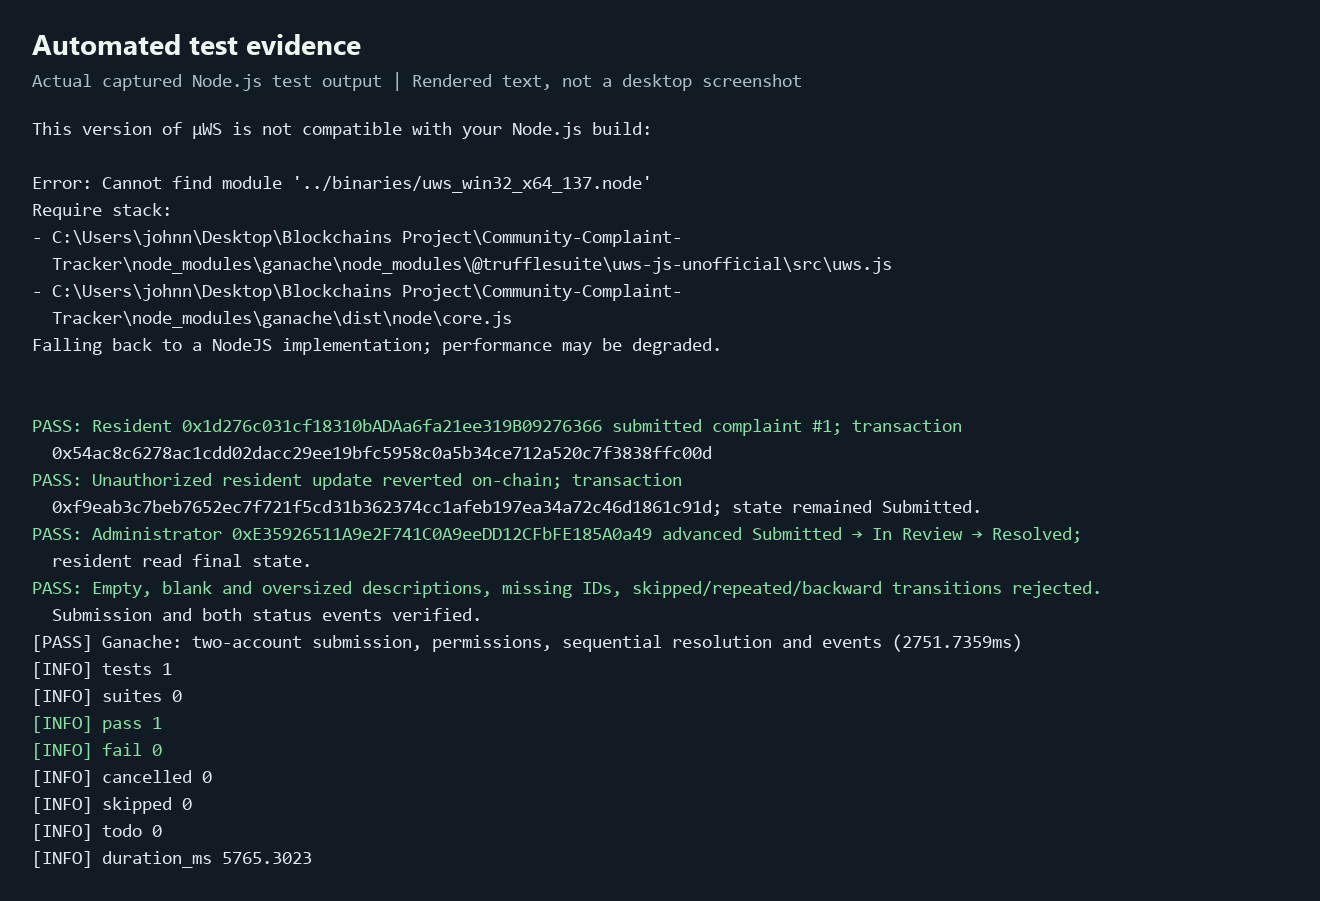 Automated test evidence
Actual captured Node.js test output | Rendered text, not a desktop screenshot
This version of µWS is not compatible with your Node.js build:
Error: Cannot find module '../binaries/uws_win32_x64_137.node'
Require stack:
- C:\Users\johnn\Desktop\Blockchains Project\Community-Complaint-
Tracker\node_modules\ganache\node_modules\@trufflesuite\uws-js-unofficial\src\uws.js
- C:\Users\johnn\Desktop\Blockchains Project\Community-Complaint-
Tracker\node_modules\ganache\dist\node\core.js
Falling back to a NodeJS implementation; performance may be degraded.
PASS: Resident 0x1d276c031cf18310bADAa6fa21ee319B09276366 submitted complaint #1; transaction
0x54ac8c6278ac1cdd02dacc29ee19bfc5958c0a5b34ce712a520c7f3838ffc00d
PASS: Unauthorized resident update reverted on-chain; transaction
0xf9eab3c7beb7652ec7f721f5cd31b362374cc1afeb197ea34a72c46d1861c91d; state remained Submitted.
PASS: Administrator 0xE35926511A9e2F741C0A9eeDD12CFbFE185A0a49 advanced Submitted → In Review → Resolved;
resident read final state.
PASS: Empty, blank and oversized descriptions, missing IDs, skipped/repeated/backward transitions rejected.
Submission and both status events verified.
[PASS] Ganache: two-account submission, permissions, sequential resolution and events (2751.7359ms)
[INFO] tests 1
[INFO] suites 0
[INFO] pass 1
[INFO] fail 0
[INFO] cancelled 0
[INFO] skipped 0
[INFO] todo 0
[INFO] duration_ms 5765.3023